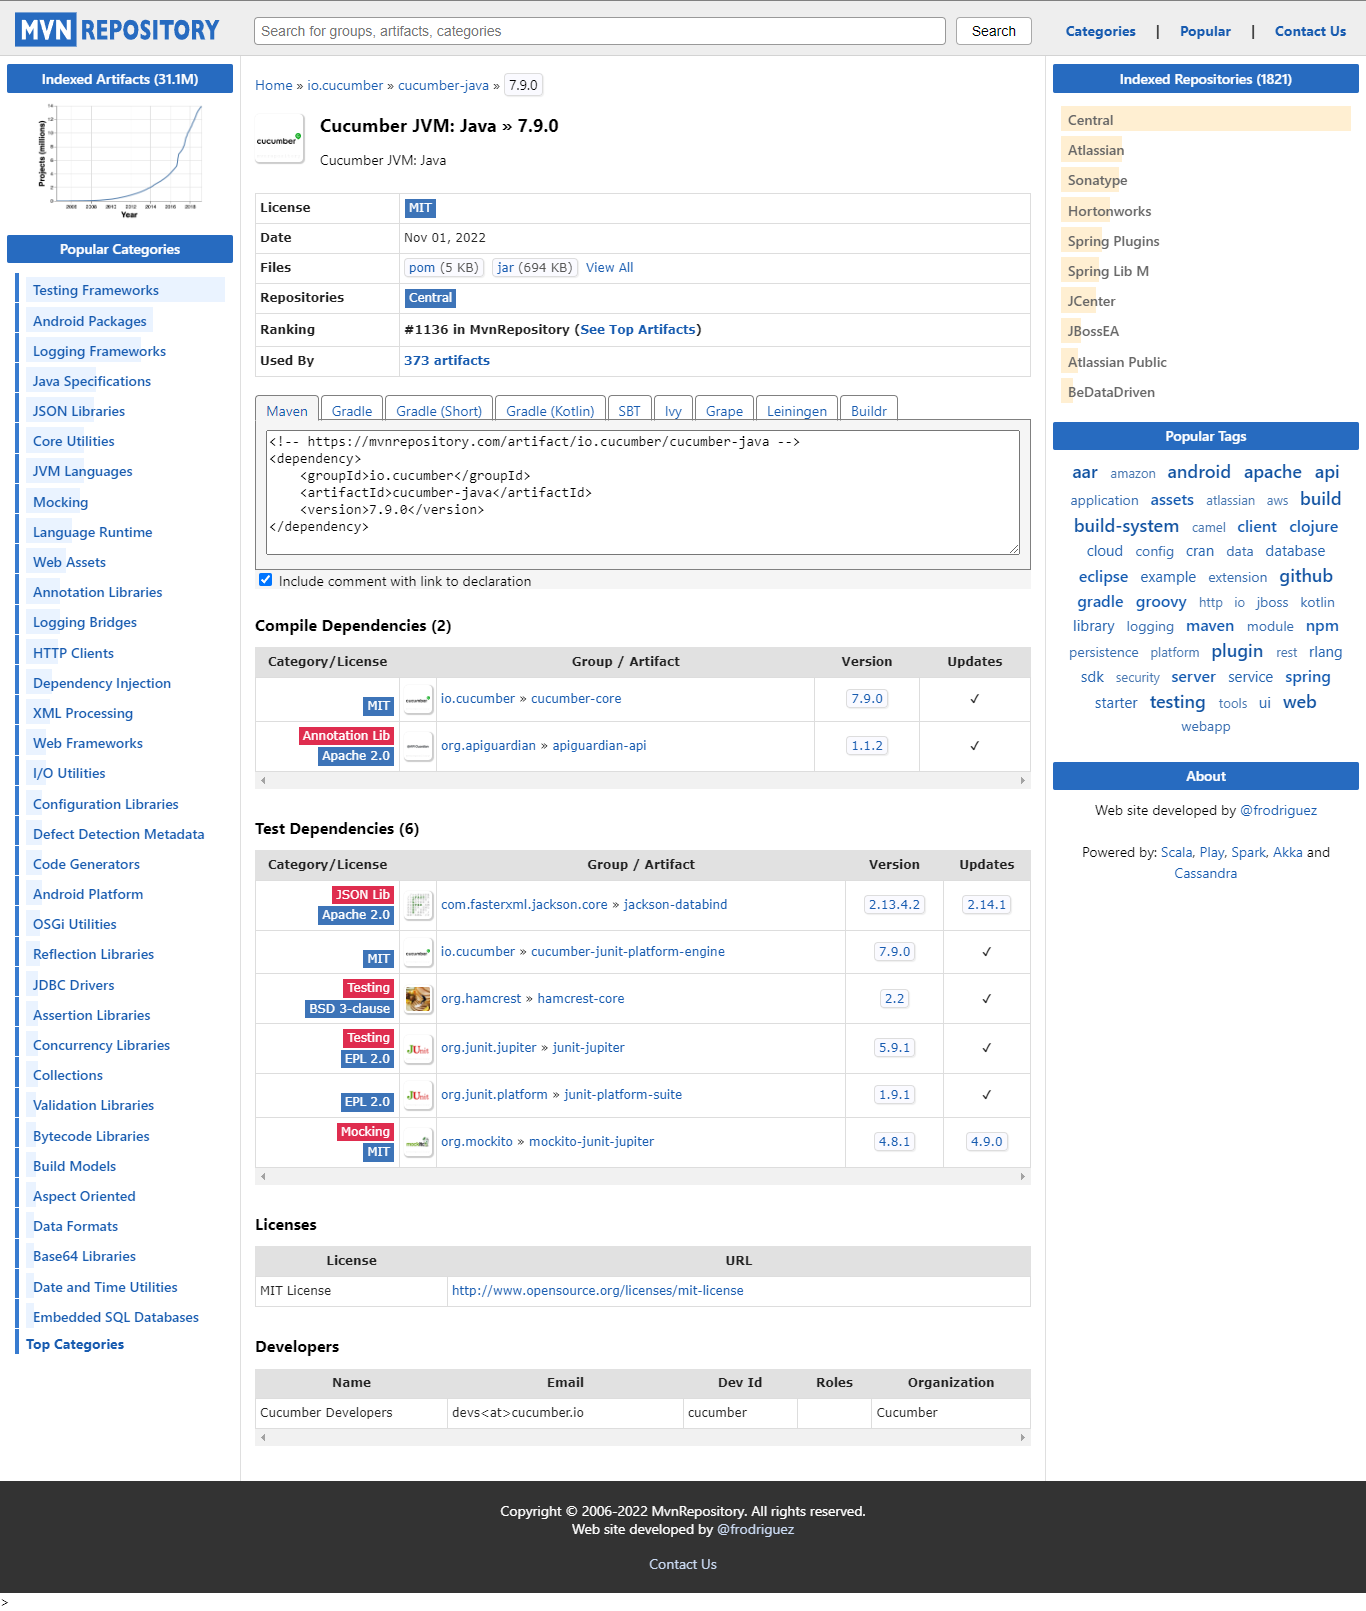 MVN REPOSITORY
Search for groups, artifacts, categories
Search
Categories | Popular | Contact Us
Indexed Artifacts (31.1M)
Projects (millions)
Year
Popular Categories
Testing Frameworks
Android Packages
Logging Frameworks
Java Specifications
JSON Libraries
Core Utilities
JVM Languages
Mocking
Language Runtime
Web Assets
Annotation Libraries
Logging Bridges
HTTP Clients
Dependency Injection
XML Processing
Web Frameworks
I/O Utilities
Configuration Libraries
Defect Detection Metadata
Code Generators
Android Platform
OSGi Utilities
Reflection Libraries
JDBC Drivers
Assertion Libraries
Concurrency Libraries
Collections
Validation Libraries
Bytecode Libraries
Build Models
Aspect Oriented
Data Formats
Base64 Libraries
Date and Time Utilities
Embedded SQL Databases
Top Categories
Home » io.cucumber » cucumber-java » 7.9.0
cucumber
Cucumber JVM: Java » 7.9.0
Cucumber JVM: Java
License MIT
Date Nov 01, 2022
Files pom (5 KB) jar (694 KB) View All
Repositories Central
Ranking #1136 in MvnRepository (See Top Artifacts)
Used By 373 artifacts
Maven Gradle Gradle (Short) Gradle (Kotlin) SBT Ivy Grape Leiningen Buildr
<!-- https://mvnrepository.com/artifact/io.cucumber/cucumber-java -->
<dependency>
    <groupId>io.cucumber</groupId>
    <artifactId>cucumber-java</artifactId>
    <version>7.9.0</version>
</dependency>
Include comment with link to declaration
Compile Dependencies (2)
Category/License Group / Artifact Version Updates
MIT io.cucumber » cucumber-core 7.9.0 ✓
Annotation Lib
Apache 2.0 org.apiguardian » apiguardian-api 1.1.2 ✓
Test Dependencies (6)
Category/License Group / Artifact Version Updates
JSON Lib
Apache 2.0 com.fasterxml.jackson.core » jackson-databind 2.13.4.2 2.14.1
MIT io.cucumber » cucumber-junit-platform-engine 7.9.0 ✓
Testing
BSD 3-clause org.hamcrest » hamcrest-core 2.2 ✓
Testing
EPL 2.0 JUnit org.junit.jupiter » junit-jupiter 5.9.1 ✓
EPL 2.0 JUnit org.junit.platform » junit-platform-suite 1.9.1 ✓
Mocking
MIT org.mockito » mockito-junit-jupiter 4.8.1 4.9.0
Licenses
License URL
MIT License http://www.opensource.org/licenses/mit-license
Developers
Name Email Dev Id Roles Organization
Cucumber Developers devs<at>cucumber.io cucumber Cucumber
Indexed Repositories (1821)
Central
Atlassian
Sonatype
Hortonworks
Spring Plugins
Spring Lib M
JCenter
JBossEA
Atlassian Public
BeDataDriven
Popular Tags
aar amazon android apache api
application assets atlassian aws build
build-system camel client clojure
cloud config cran data database
eclipse example extension github
gradle groovy http io jboss kotlin
library logging maven module npm
persistence platform plugin rest rlang
sdk security server service spring
starter testing tools ui web
webapp
About
Web site developed by @frodriguez
Powered by: Scala, Play, Spark, Akka and
Cassandra
Copyright © 2006-2022 MvnRepository. All rights reserved.
Web site developed by @frodriguez
Contact Us
>